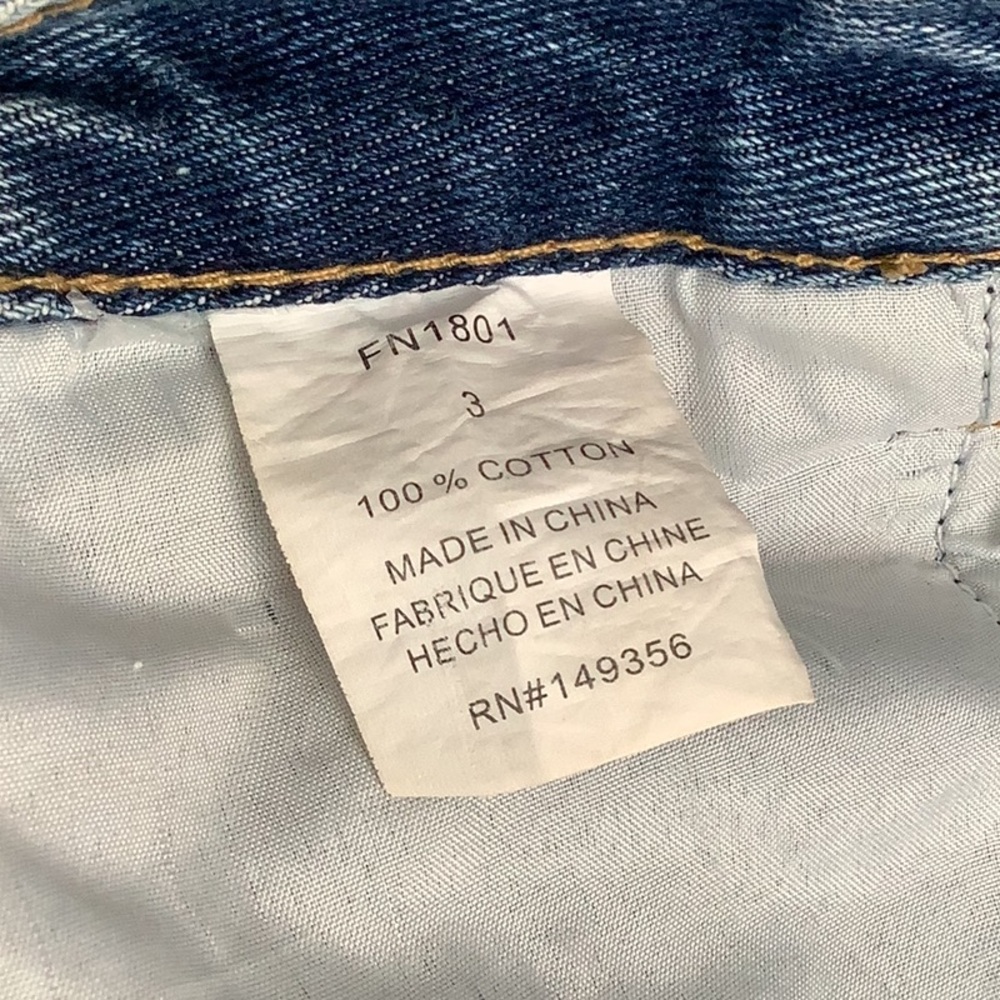 FN1801
3
100 % COTTON
MADE IN CHINA
FABRIQUE EN CHINE
HECHO EN CHINA
RN#149356